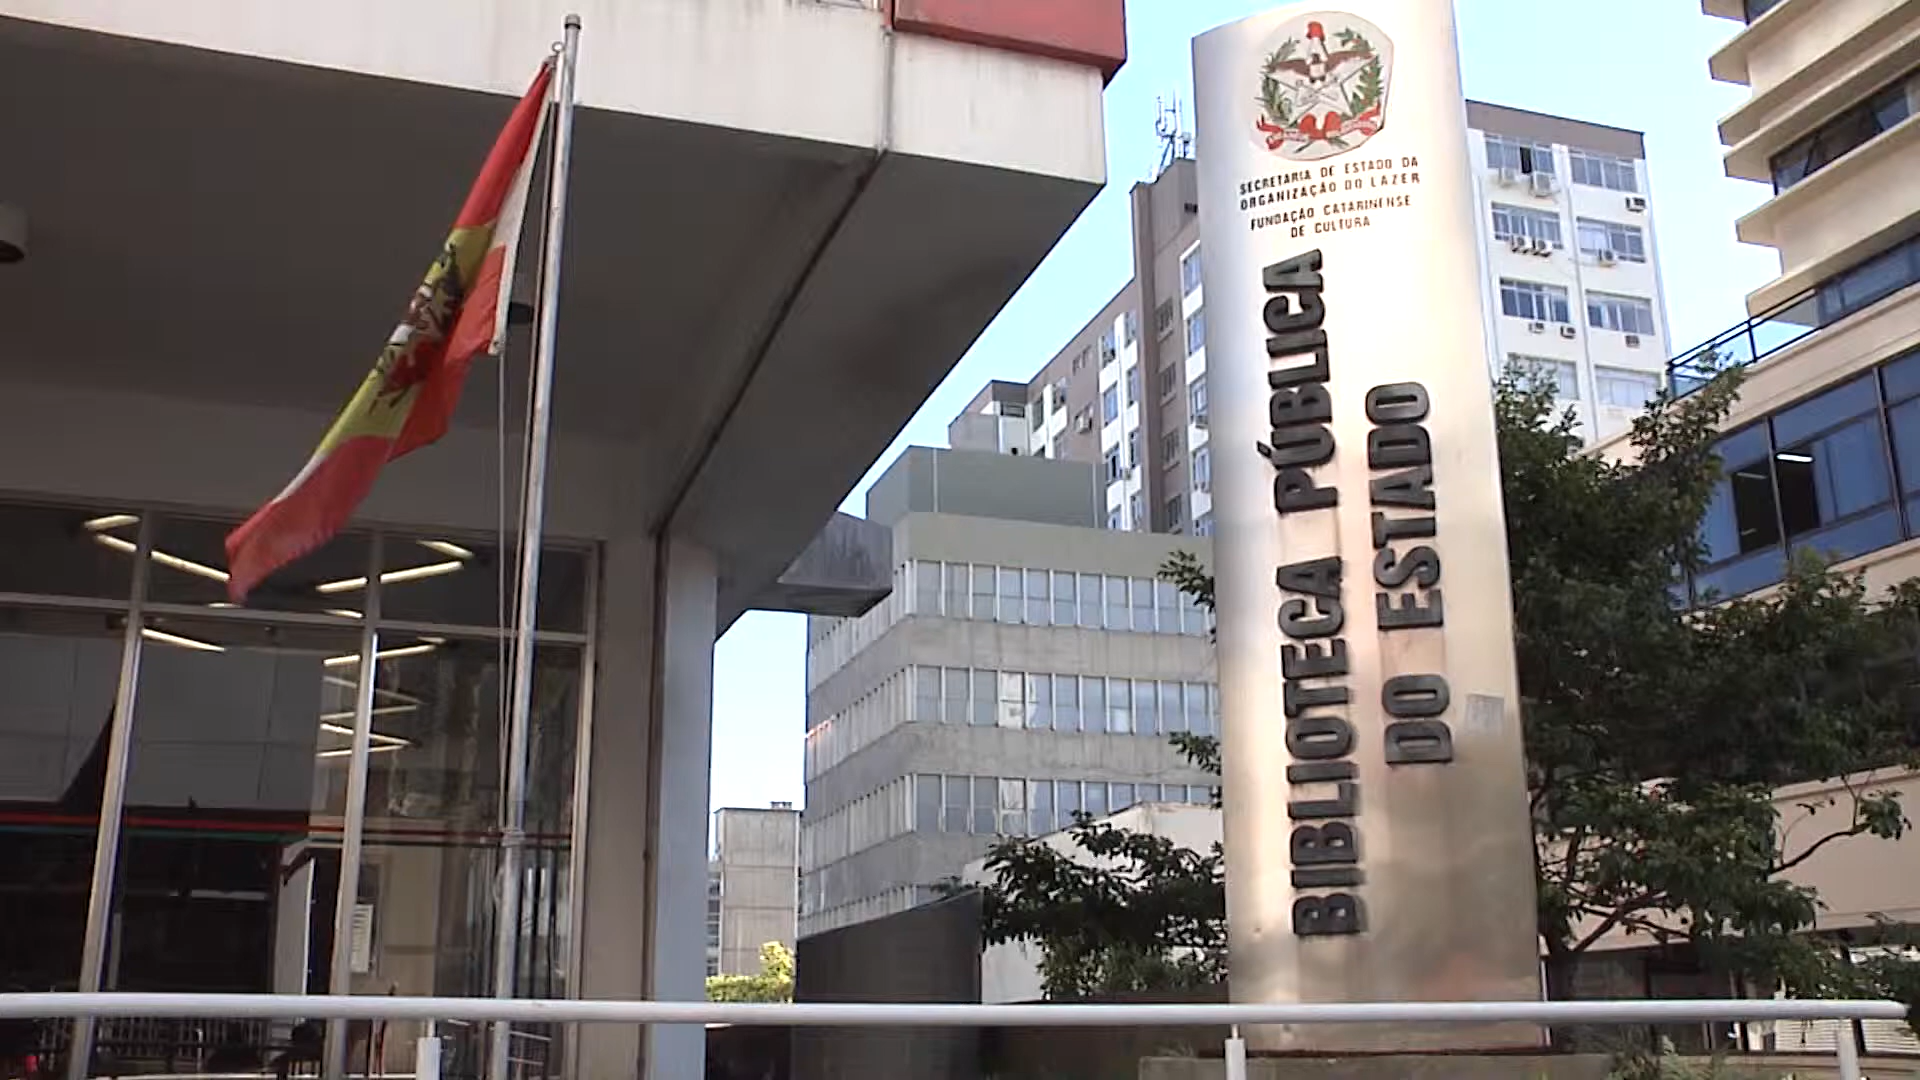 SECRETARIA DE ESTADO DA
ORGANIZAÇÃO DO LAZER
FUNDAÇÃO CATARINENSE
DE CULTURA
BIBLIOTECA PÚBLICA
DO ESTADO